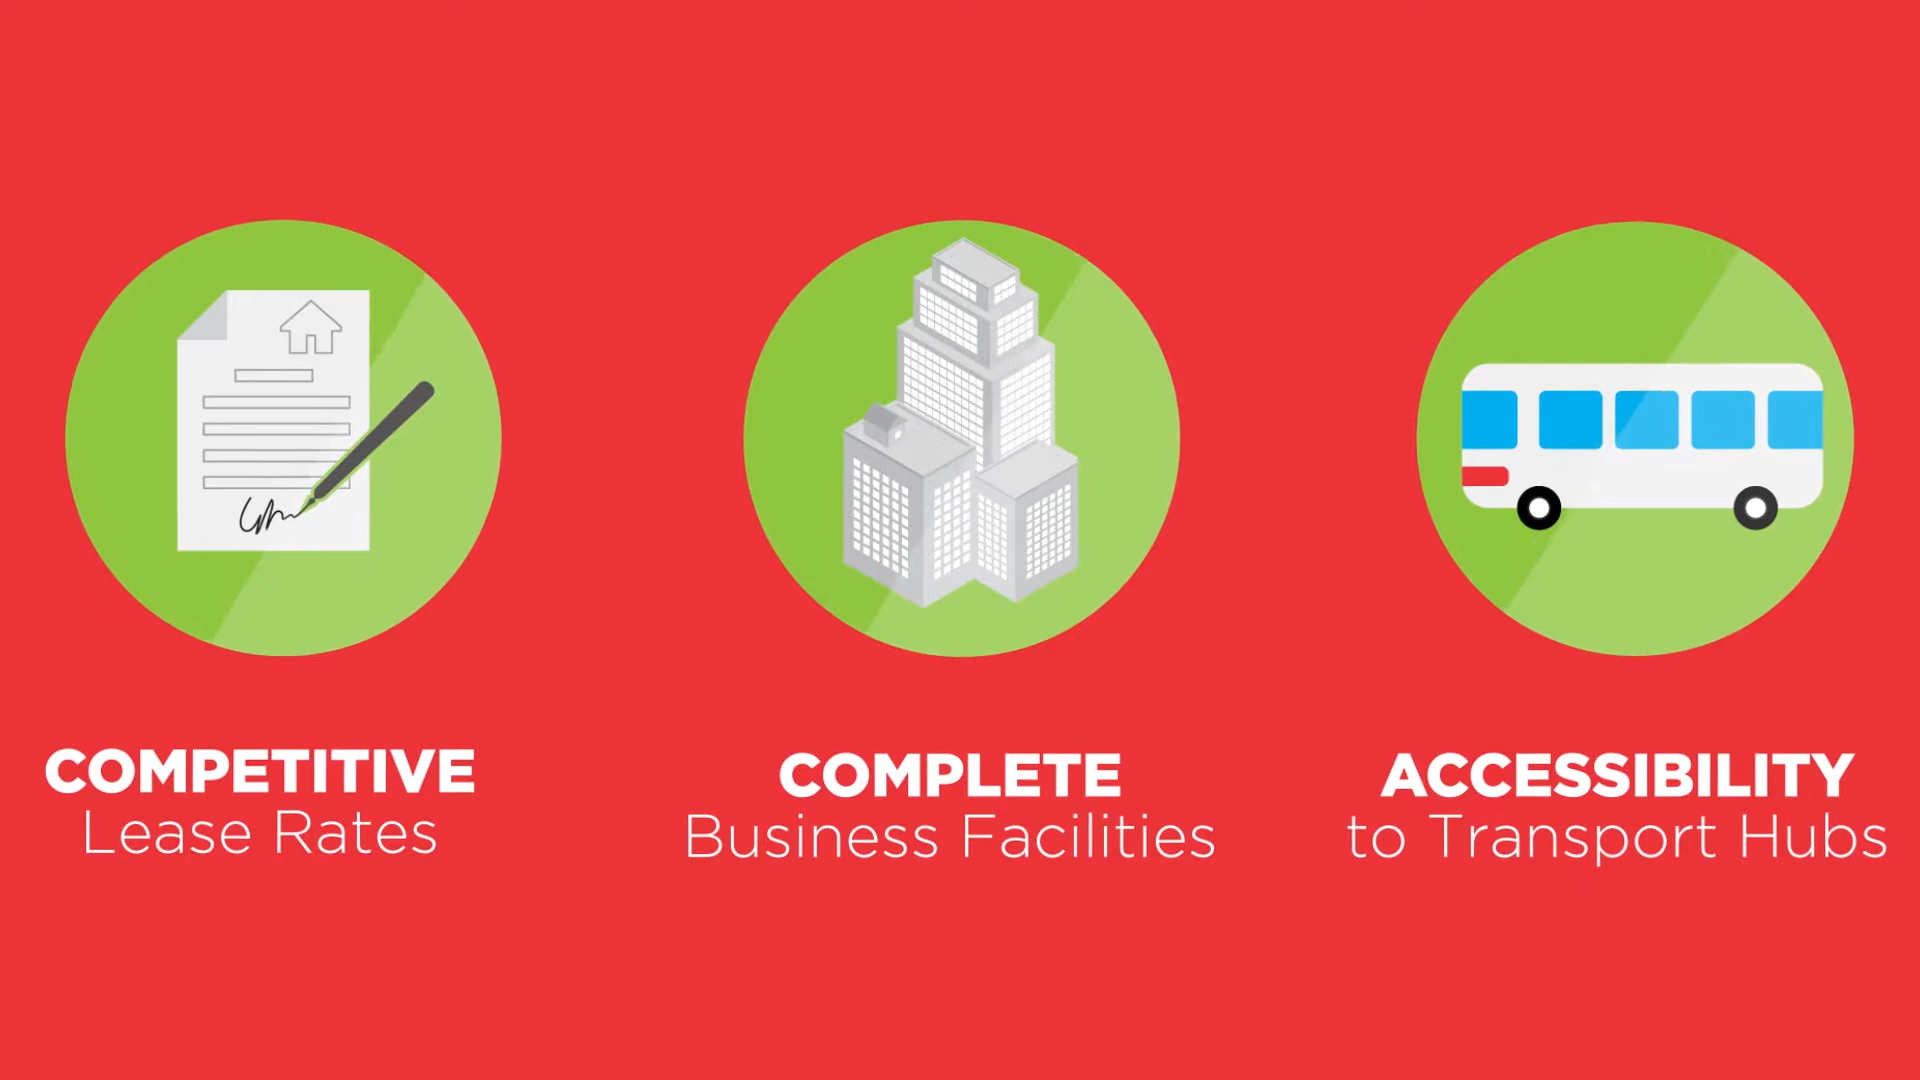 COMPETITIVE
Lease Rates
COMPLETE
Business Facilities
ACCESSIBILITY
to Transport Hubs